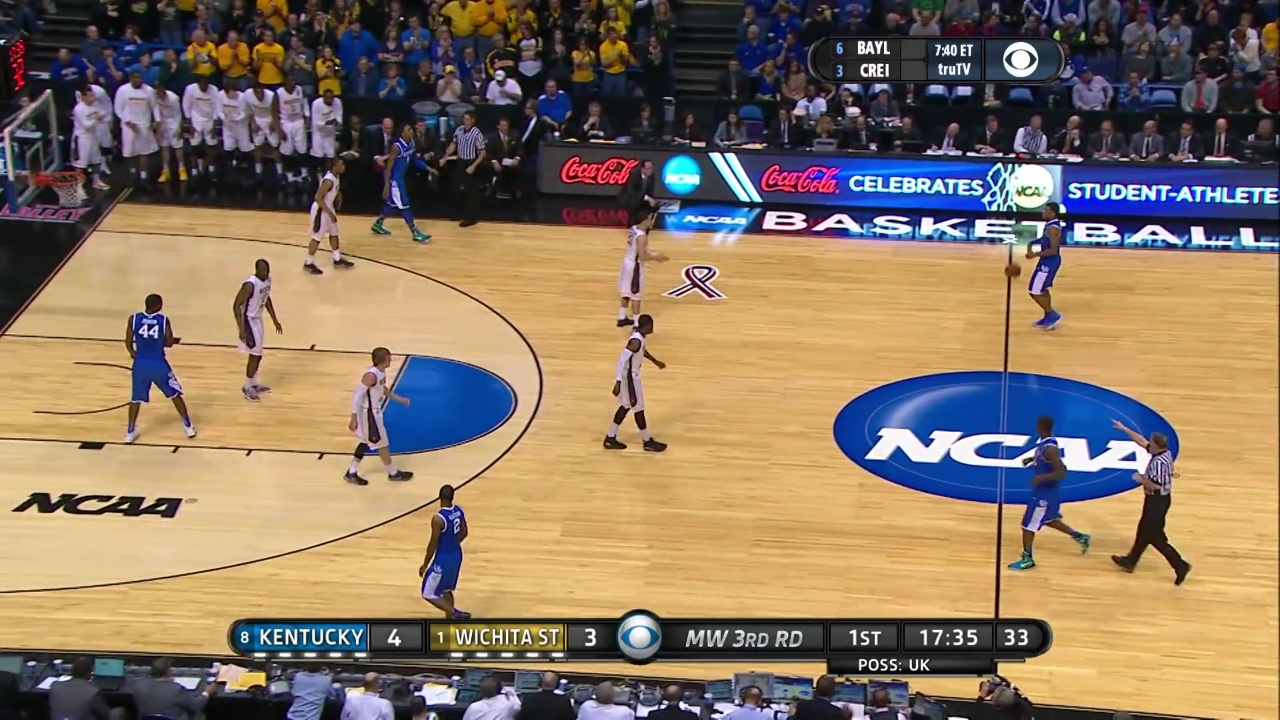 6 BAYL 7:40 ET
3 CREI truTV
Coca-Cola NCAA Coca-Cola CELEBRATES NCAA STUDENT-ATHLETE
NCAA BASKETBALL
VALLEY
44
NCAA
NCAA
2
8 KENTUCKY 4 1 WICHITA ST 3 MW 3RD RD 1ST 17:35 33
POSS: UK